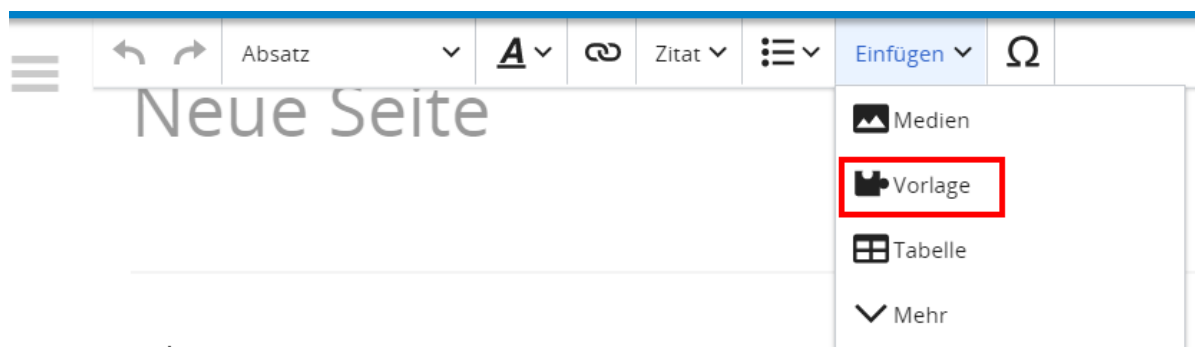 Absatz A Zitat Einfügen Ω
Neue Seite
Medien
Vorlage
Tabelle
Mehr